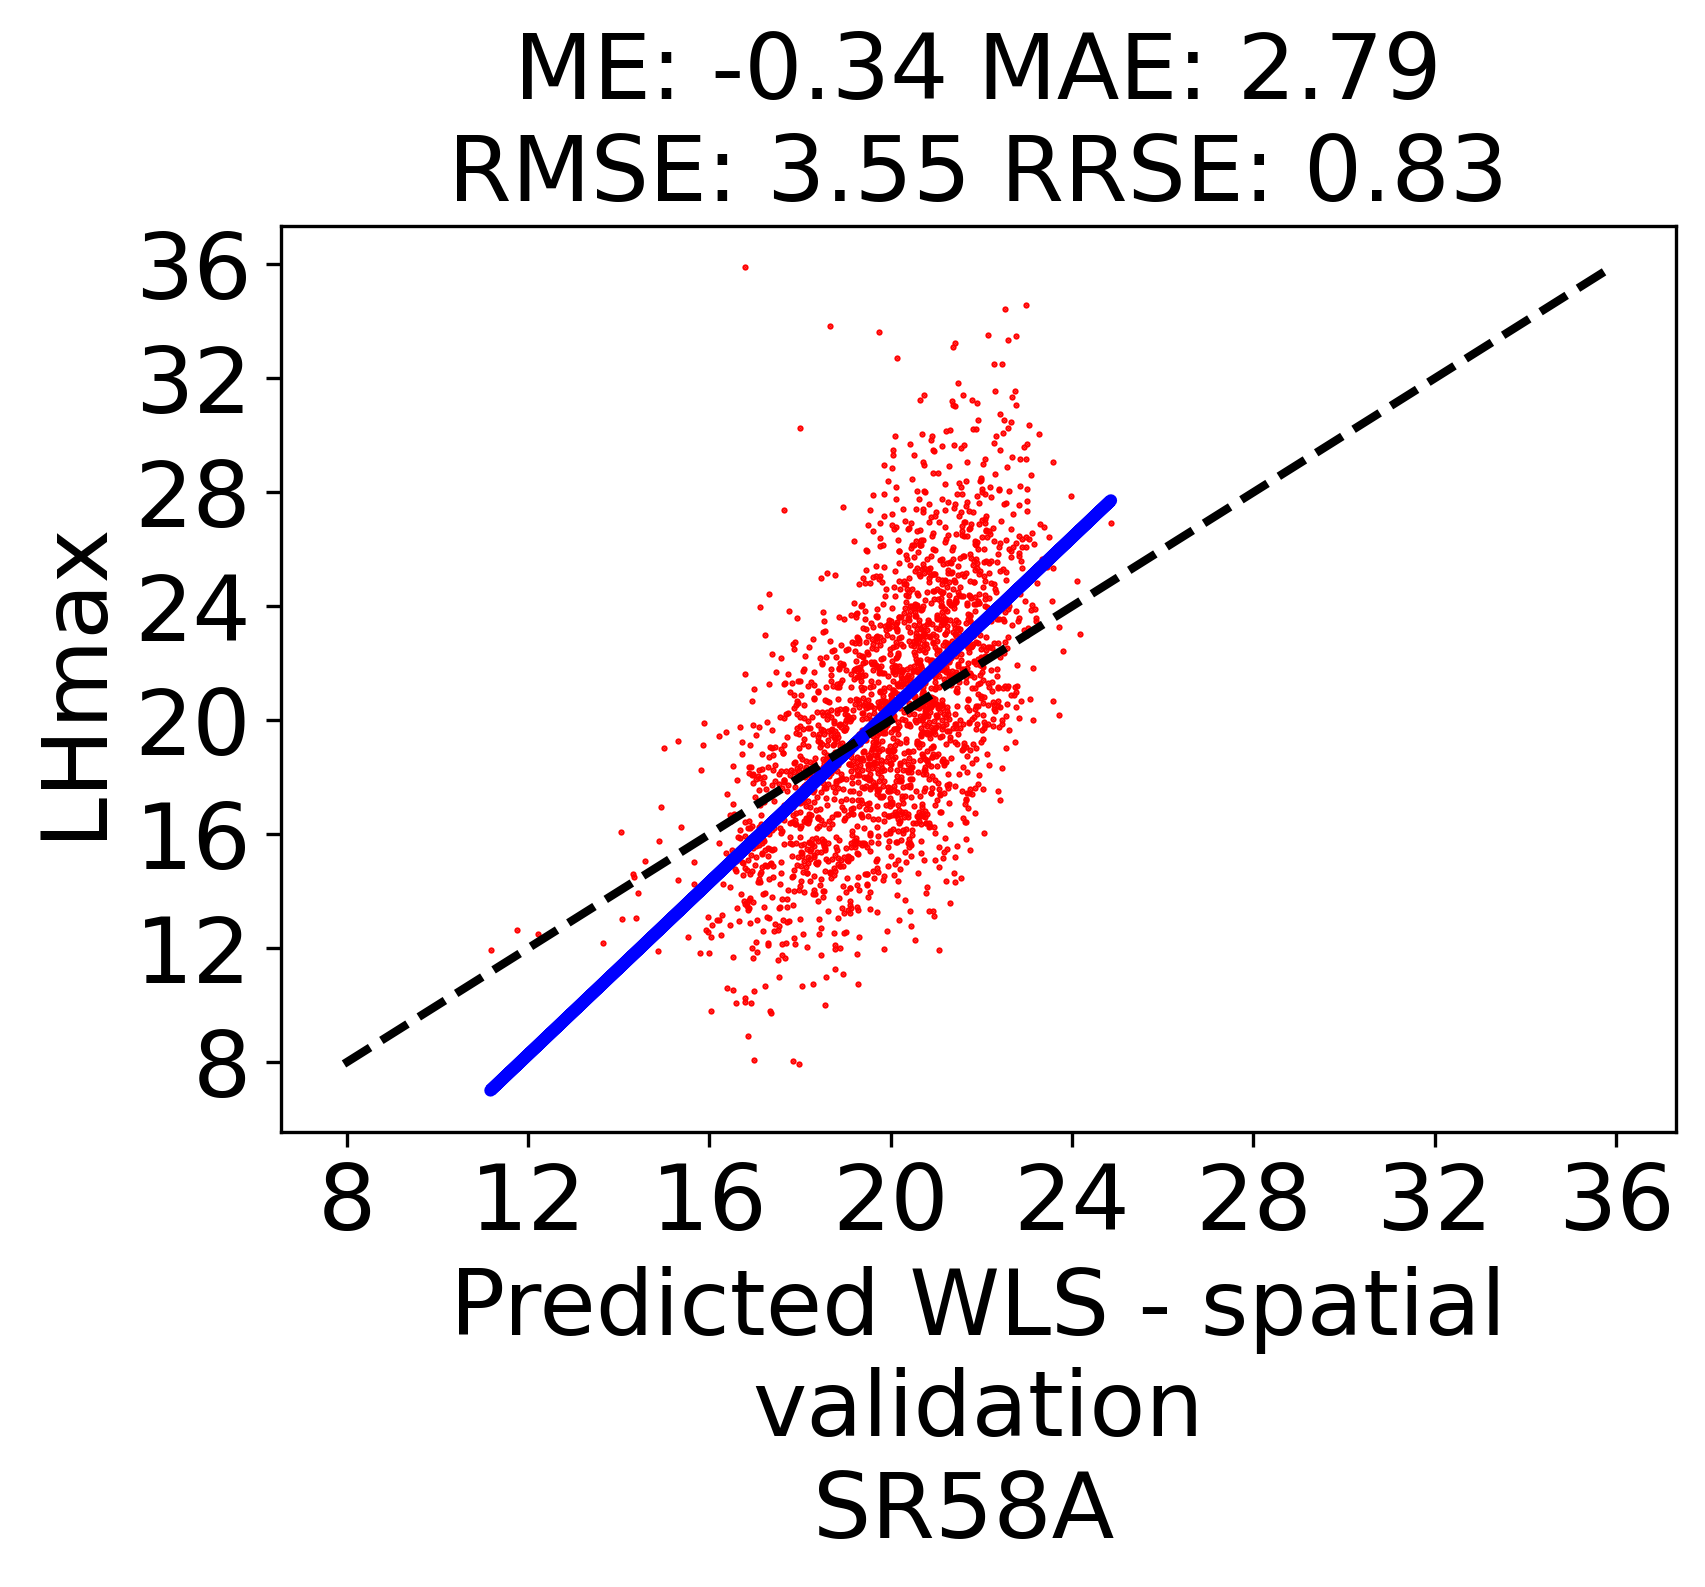 ME: -0.34 MAE: 2.79
RMSE: 3.55 RRSE: 0.83
36
32
28
24
20
16
12
8
LHmax
8 12 16 20 24 28 32 36
Predicted WLS - spatial
validation
SR58A